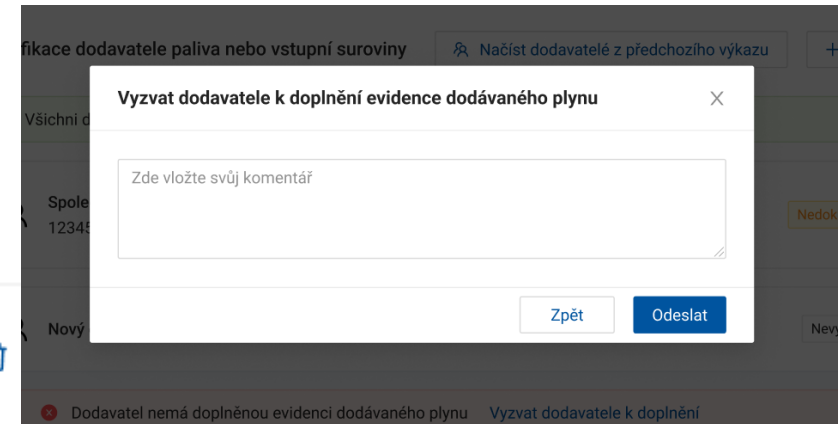 fikace dodavatele paliva nebo vstupní suroviny Načíst dodavatelé z předchozího výkazu
Vyzvat dodavatele k doplnění evidence dodávaného plynu
Všichni d
Zde vložte svůj komentář
Spole
12345
Nedok
Zpět Odeslat
Nový
Nevy
Dodavatel nemá doplněnou evidenci dodávaného plynu Vyzvat dodavatele k doplnění